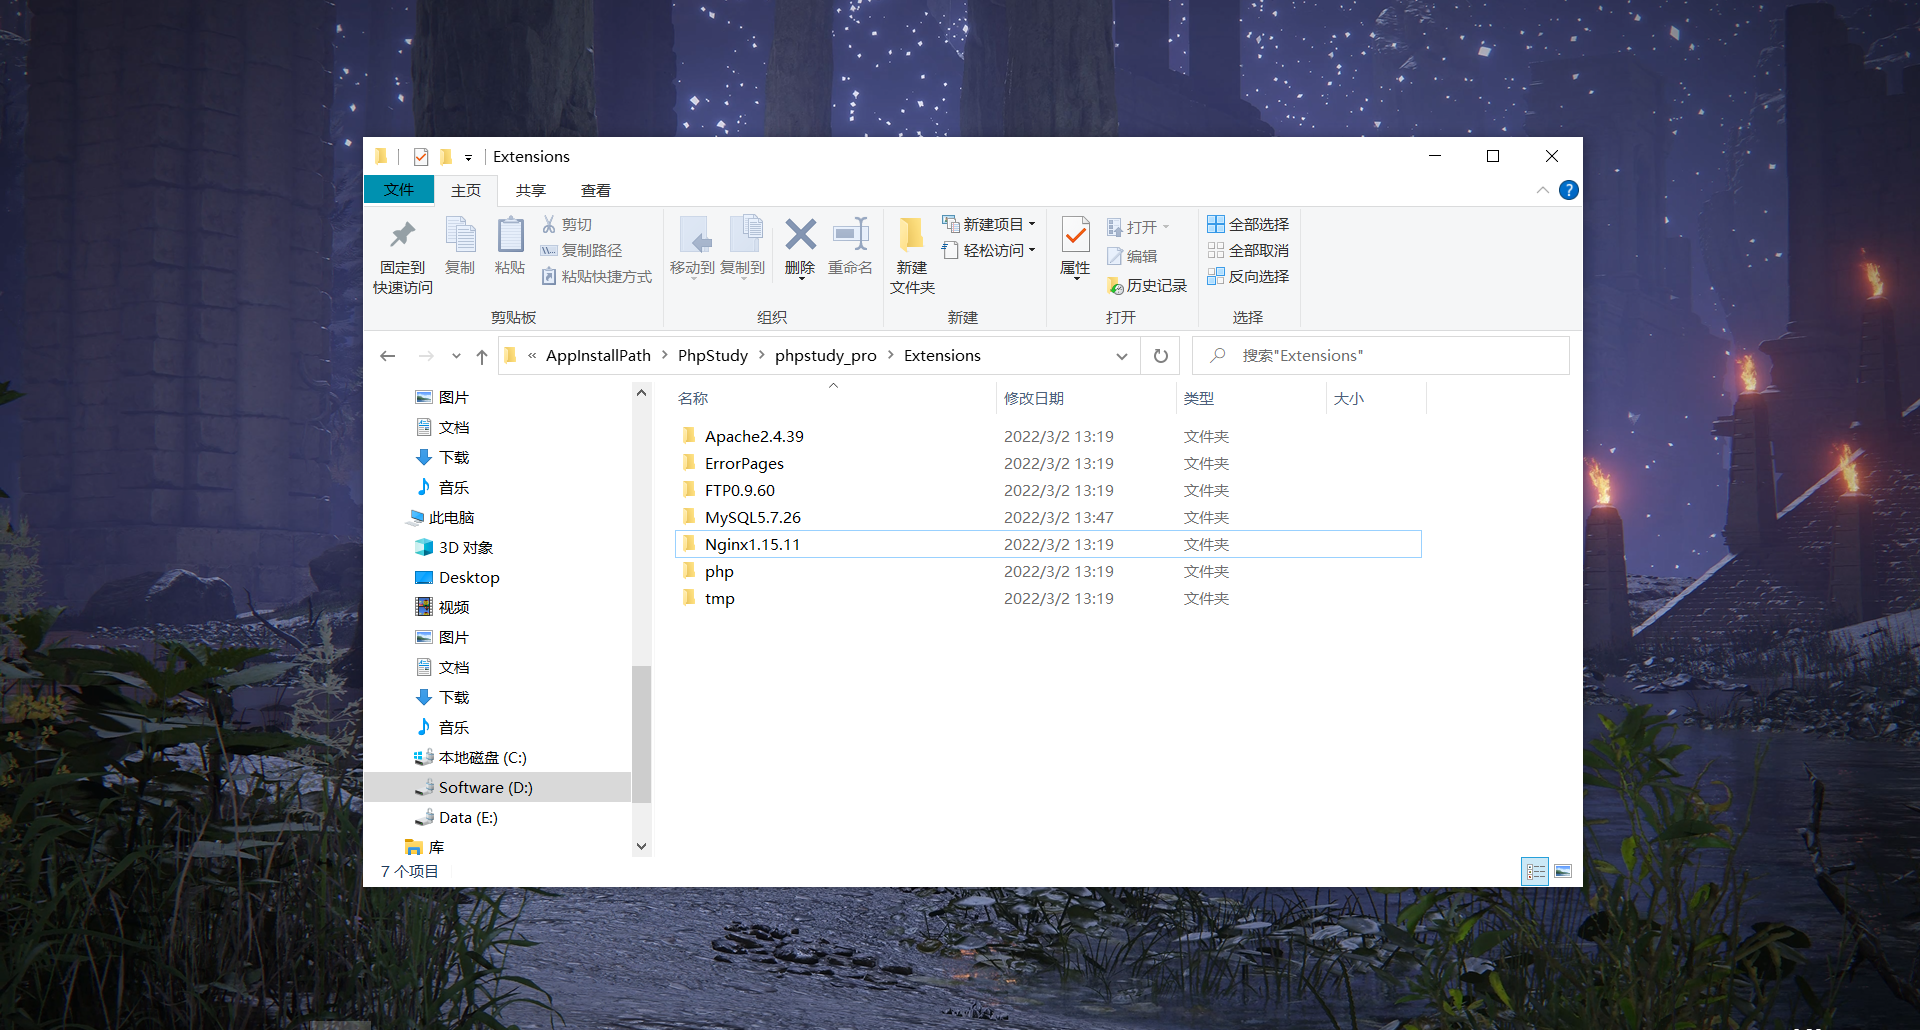 Extensions
文件 主页 共享 查看
固定到
快速访问
复制
粘贴
剪切
复制路径
粘贴快捷方式
剪贴板
移动到
复制到
删除
重命名
组织
新建
文件夹
新建项目
轻松访问
新建
属性
打开
编辑
历史记录
打开
全部选择
全部取消
反向选择
选择
« AppInstallPath PhpStudy phpstudy_pro Extensions
搜索"Extensions"
图片
文档
下载
音乐
此电脑
3D 对象
Desktop
视频
图片
文档
下载
音乐
本地磁盘 (C:)
Software (D:)
Data (E:)
库
名称 修改日期 类型 大小
Apache2.4.39 2022/3/2 13:19 文件夹
ErrorPages 2022/3/2 13:19 文件夹
FTP0.9.60 2022/3/2 13:19 文件夹
MySQL5.7.26 2022/3/2 13:47 文件夹
Nginx1.15.11 2022/3/2 13:19 文件夹
php 2022/3/2 13:19 文件夹
tmp 2022/3/2 13:19 文件夹
7 个项目